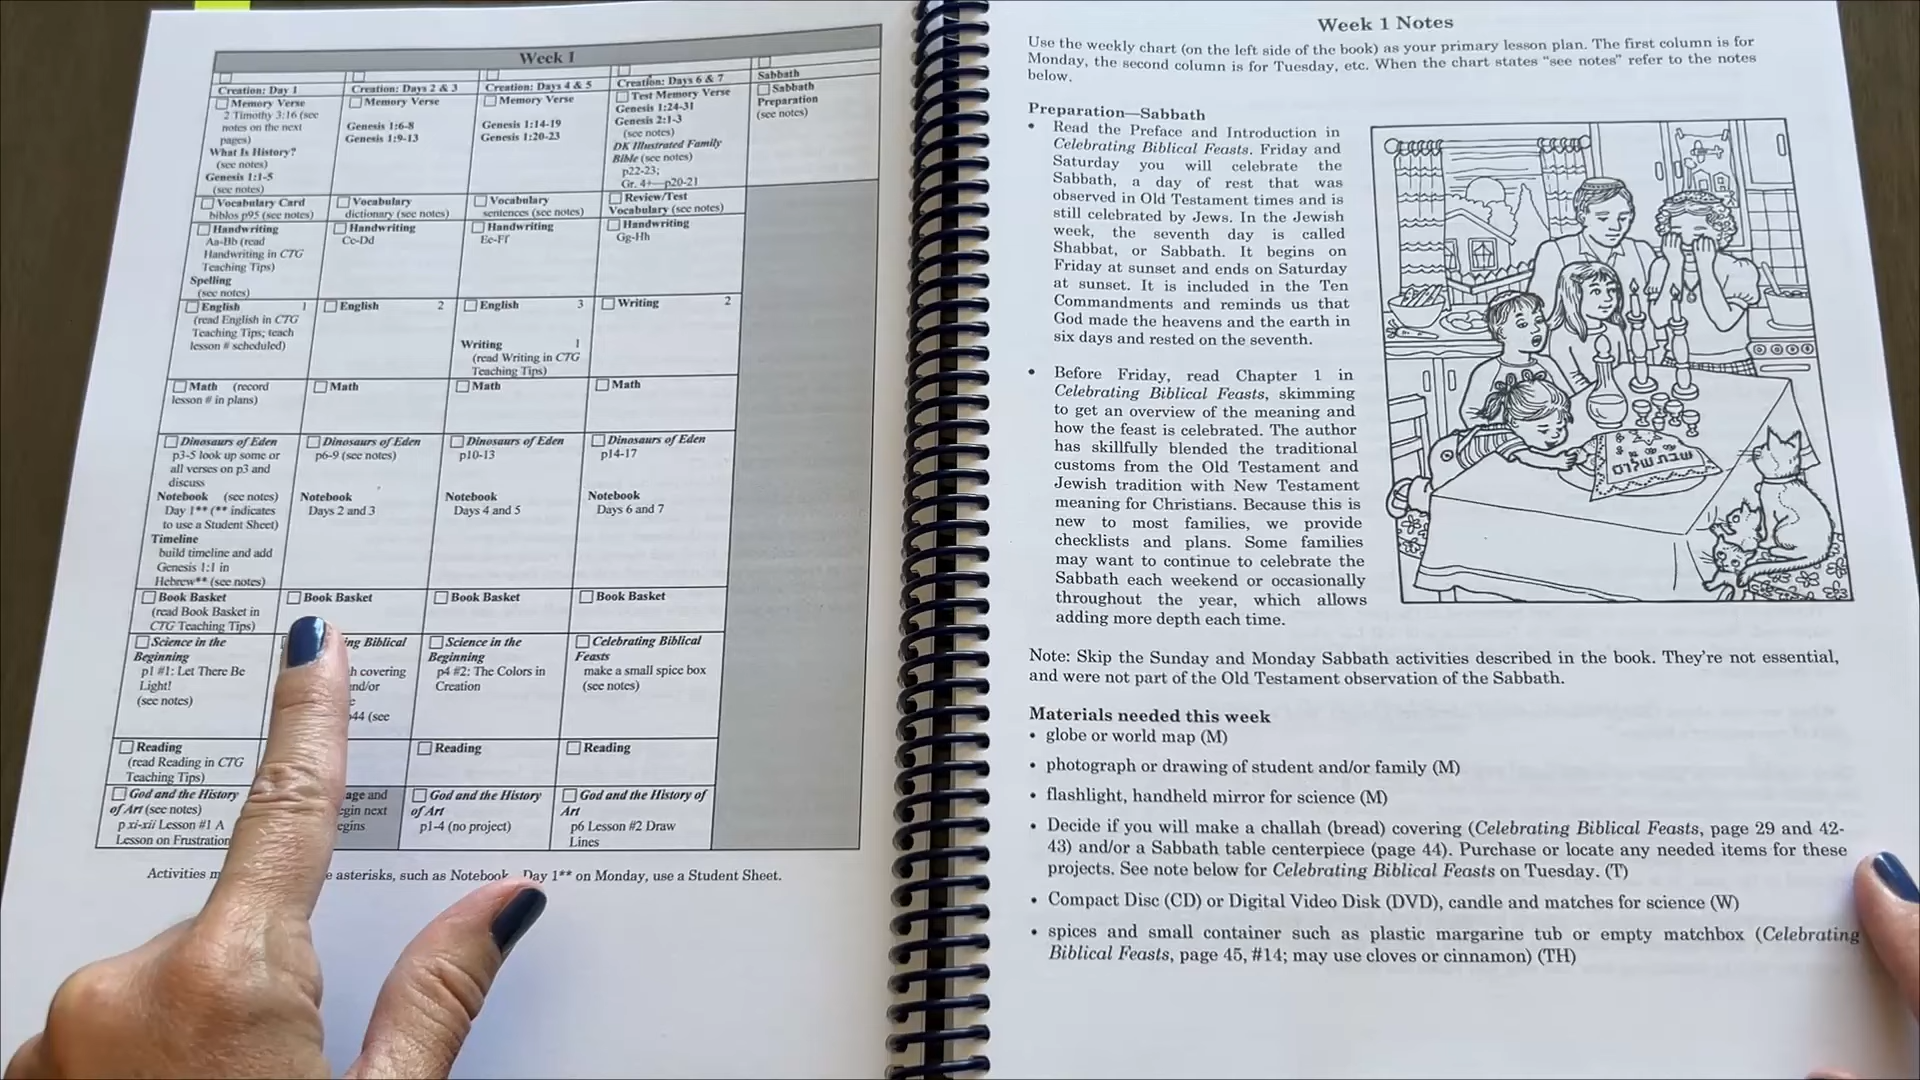 Week 1
Creation: Day 1
Memory Verse
2 Timothy 3:16 (see
notes on the next
pages)
What Is History?
(see notes)
Genesis 1:1-5
(see notes)
Vocabulary Card
biblos p95 (see notes)
Handwriting
Aa-Bb (read
Handwriting in CTG
Teaching Tips)
Spelling
(see notes)
English 1
(read English in CTG
Teaching Tips; teach
lesson # scheduled)
Math (record
lesson # in plans)
Dinosaurs of Eden
p3-5 look up some or
all verses on p3 and
discuss
Notebook (see notes)
Day 1** (** indicates
to use a Student Sheet)
Timeline
build timeline and add
Genesis 1:1 in
Hebrew** (see notes)
Book Basket
(read Book Basket in
CTG Teaching Tips)
Science in the
Beginning
p1 #1: Let There Be
Light!
(see notes)
Reading
(read Reading in CTG
Teaching Tips)
God and the History
of Art (see notes)
p xi-xii Lesson #1 A
Lesson on Frustration
Creation: Days 2 & 3
Memory Verse
Genesis 1:6-8
Genesis 1:9-13
Vocabulary
dictionary (see notes)
Handwriting
Cc-Dd
English 2
Math
Dinosaurs of Eden
p6-9 (see notes)
Notebook
Days 2 and 3
Book Basket
Biblical
covering
44 (see
Creation: Days 4 & 5
Memory Verse
Genesis 1:14-19
Genesis 1:20-23
Vocabulary
sentences (see notes)
Handwriting
Ee-Ff
English 3
Writing 1
(read Writing in CTG
Teaching Tips)
Math
Dinosaurs of Eden
p10-13
Notebook
Days 4 and 5
Book Basket
Science in the
Beginning
p4 #2: The Colors in
Creation
Reading
God and the History
of Art
p1-4 (no project)
Creation: Days 6 & 7
Test Memory Verse
Genesis 1:24-31
Genesis 2:1-3
(see notes)
DK Illustrated Family
Bible (see notes)
p22-23;
Gr. 4+—p20-21
Review/Test
Vocabulary (see notes)
Handwriting
Gg-Hh
Writing 2
Math
Dinosaurs of Eden
p14-17
Notebook
Days 6 and 7
Book Basket
Celebrating Biblical
Feasts
make a small spice box
(see notes)
Reading
God and the History of
Art
p6 Lesson #2 Draw
Lines
Sabbath
Sabbath
Preparation
(see notes)
Activities asterisks, such as Notebook Day 1** on Monday, use a Student Sheet.
Week 1 Notes
Use the weekly chart (on the left side of the book) as your primary lesson plan. The first column is for
Monday, the second column is for Tuesday, etc. When the chart states "see notes" refer to the notes
below.
Preparation—Sabbath
• Read the Preface and Introduction in
Celebrating Biblical Feasts. Friday and
Saturday you will celebrate the
Sabbath, a day of rest that was
observed in Old Testament times and is
still celebrated by Jews. In the Jewish
week, the seventh day is called
Shabbat, or Sabbath. It begins on
Friday at sunset and ends on Saturday
at sunset. It is included in the Ten
Commandments and reminds us that
God made the heavens and the earth in
six days and rested on the seventh.
• Before Friday, read Chapter 1 in
Celebrating Biblical Feasts, skimming
to get an overview of the meaning and
how the feast is celebrated. The author
has skillfully blended the traditional
customs from the Old Testament and
Jewish tradition with New Testament
meaning for Christians. Because this is
new to most families, we provide
checklists and plans. Some families
may want to continue to celebrate the
Sabbath each weekend or occasionally
throughout the year, which allows
adding more depth each time.
שבת שלום
Note: Skip the Sunday and Monday Sabbath activities described in the book. They're not essential,
and were not part of the Old Testament observation of the Sabbath.
Materials needed this week
• globe or world map (M)
• photograph or drawing of student and/or family (M)
• flashlight, handheld mirror for science (M)
• Decide if you will make a challah (bread) covering (Celebrating Biblical Feasts, page 29 and 42-
43) and/or a Sabbath table centerpiece (page 44). Purchase or locate any needed items for these
projects. See note below for Celebrating Biblical Feasts on Tuesday. (T)
• Compact Disc (CD) or Digital Video Disk (DVD), candle and matches for science (W)
• spices and small container such as plastic margarine tub or empty matchbox (Celebrating
Biblical Feasts, page 45, #14; may use cloves or cinnamon) (TH)